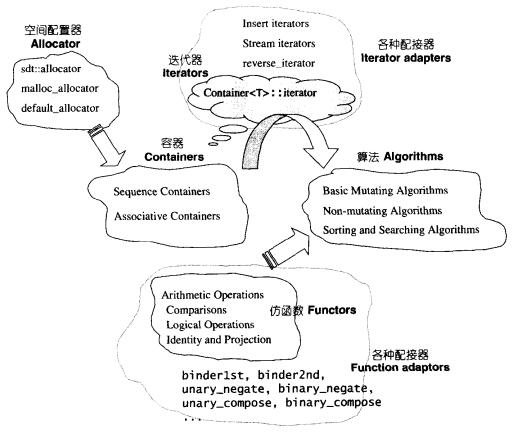 空间配置器
Allocator
sdt::allocator
malloc_allocator
default_allocator
迭代器
Iterators
Insert iterators
Stream iterators
reverse_iterator
Container<T>::iterator
各种配接器
Iterator adapters
容器
Containers
Sequence Containers
Associative Containers
算法 Algorithms
Basic Mutating Algorithms
Non-mutating Algorithms
Sorting and Searching Algorithms
Arithmetic Operations
Comparisons
Logical Operations
Identity and Projection
仿函数 Functors
各种配接器
Function adaptors
binder1st, binder2nd,
unary_negate, binary_negate,
unary_compose, binary_compose
...